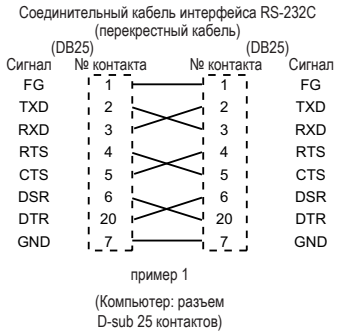 Соединительный кабель интерфейса RS-232C
(перекрестный кабель)
(DB25) (DB25)
Сигнал № контакта № контакта Сигнал
FG 1 1 FG
TXD 2 2 TXD
RXD 3 3 RXD
RTS 4 4 RTS
CTS 5 5 CTS
DSR 6 6 DSR
DTR 20 20 DTR
GND 7 7 GND
пример 1
(Компьютер: разъем
D-sub 25 контактов)